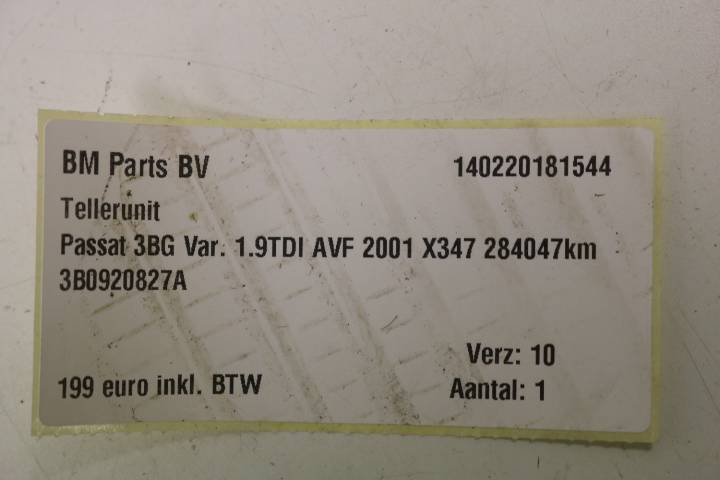 BM Parts BV 140220181544
Tellerunit
Passat 3BG Var. 1.9TDI AVF 2001 X347 284047km
3B0920827A
Verz: 10
199 euro inkl. BTW Aantal: 1